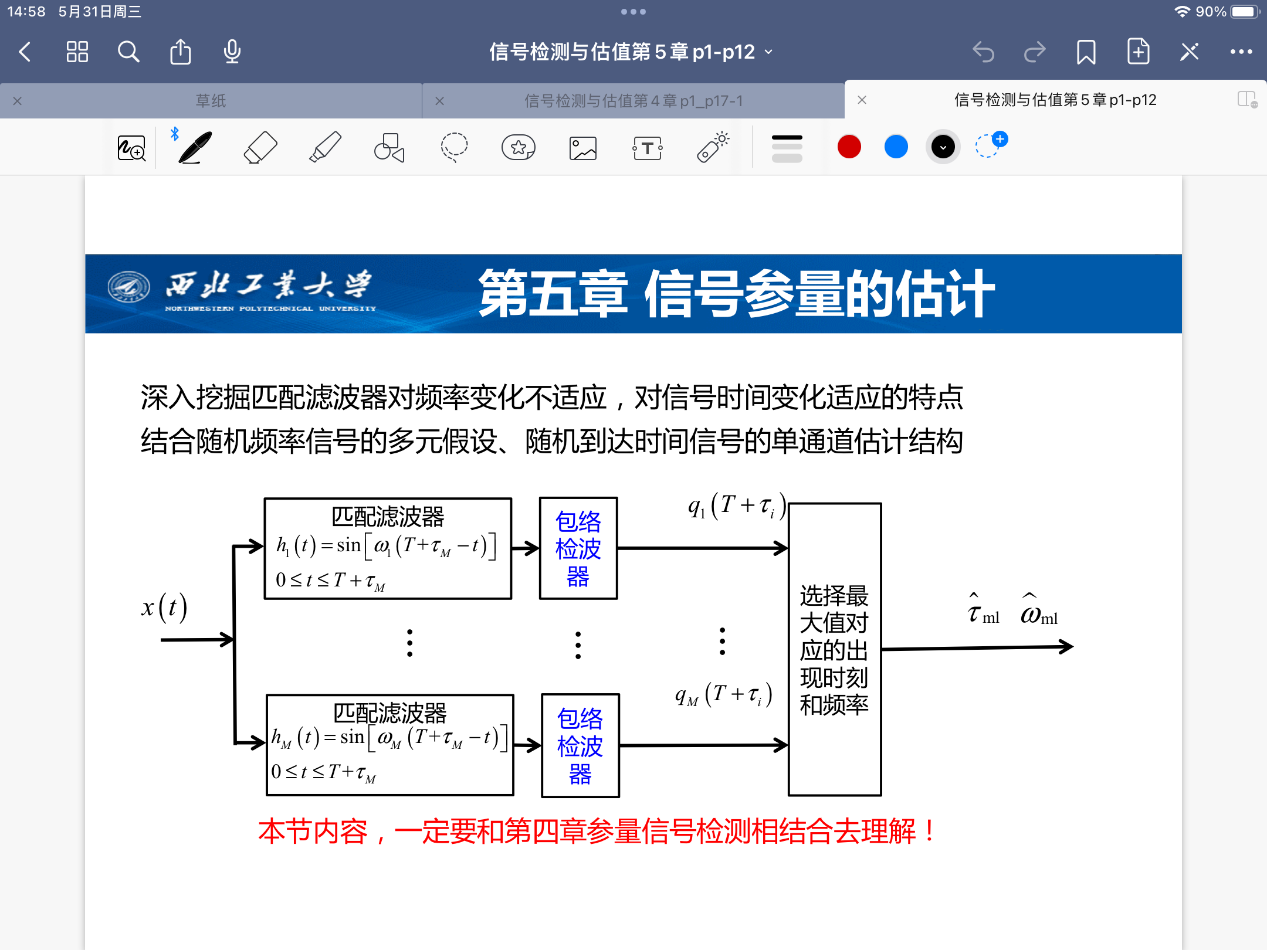 14:58 5月31日周三
90%
信号检测与估值第5章p1-p12
草纸
信号检测与估值第4章p1_p17-1
信号检测与估值第5章p1-p12
西北工业大学
NORTHWESTERN POLYTECHNICAL UNIVERSITY
第五章 信号参量的估计
深入挖掘匹配滤波器对频率变化不适应，对信号时间变化适应的特点
结合随机频率信号的多元假设、随机到达时间信号的单通道估计结构
x(t)
匹配滤波器
h₁(t)=sin[ω₁(T+τ_M−t)]
0≤t≤T+τ_M
包络
检波
器
q₁(T+τ_i)
⋮ ⋮ ⋮
匹配滤波器
h_M(t)=sin[ω_M(T+τ_M−t)]
0≤t≤T+τ_M
包络
检波
器
q_M(T+τ_i)
选择最
大值对
应的出
现时刻
和频率
τ̂_ml ω̂_ml
本节内容，一定要和第四章参量信号检测相结合去理解！